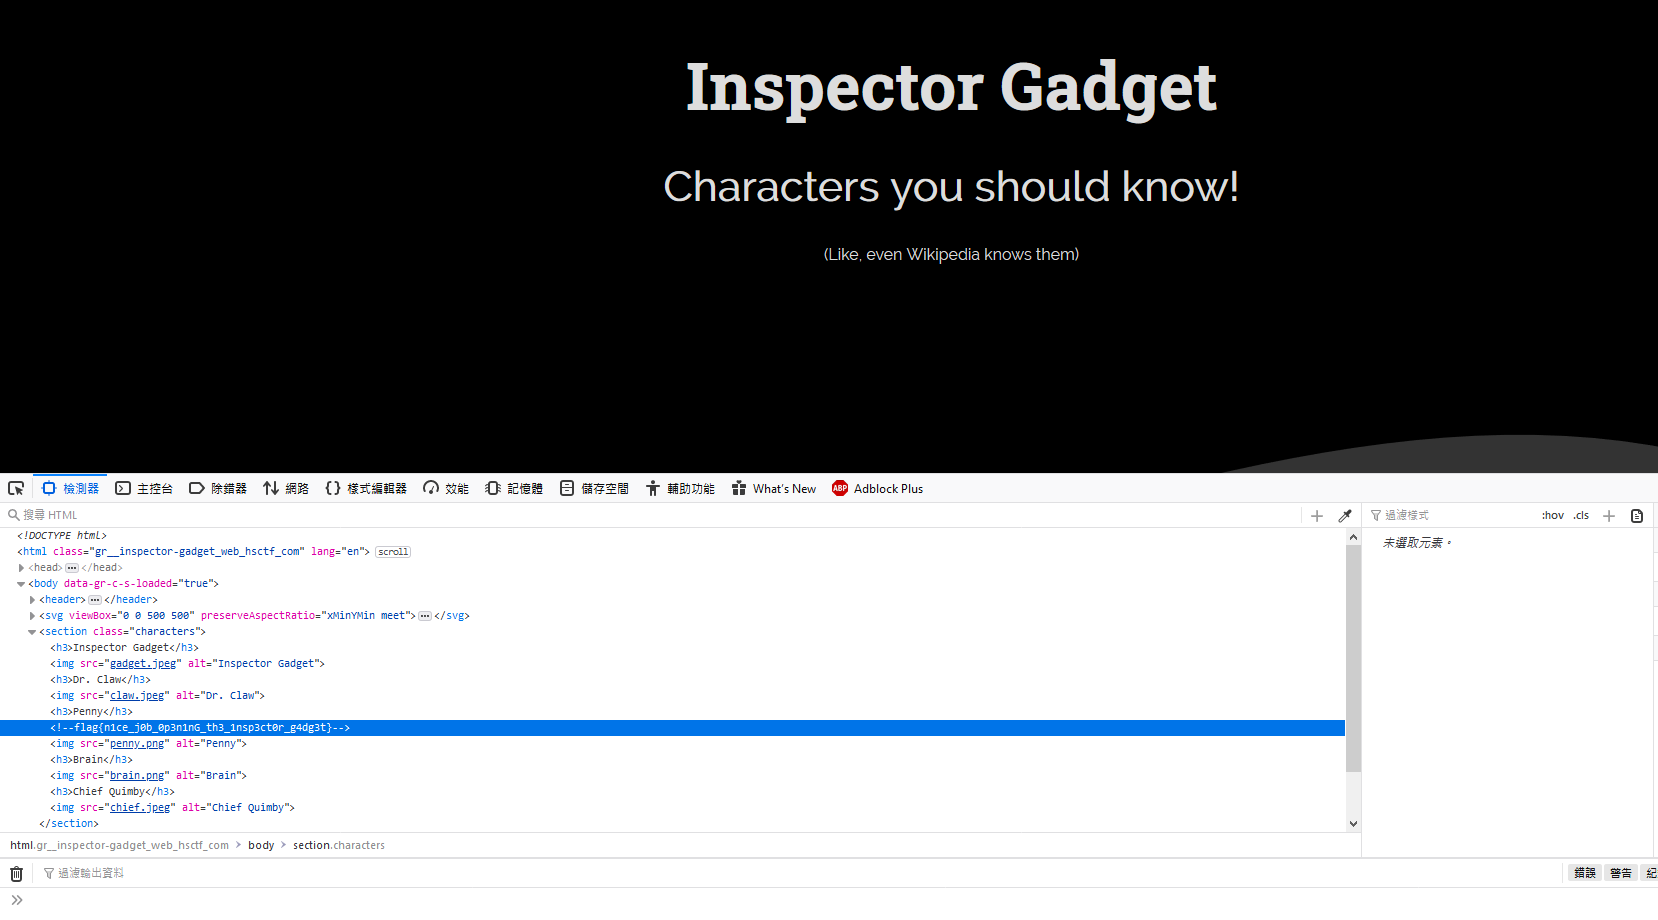 Inspector Gadget
Characters you should know!
(Like, even Wikipedia knows them)
檢測器 主控台 除錯器 網路 {} 樣式編輯器 效能 記憶體 儲存空間 輔助功能 What's New ABP Adblock Plus
搜尋 HTML + 過濾樣式 :hov .cls +
<!DOCTYPE html>
<html class="gr__inspector-gadget_web_hsctf_com" lang="en"> scroll
<head>…</head>
<body data-gr-c-s-loaded="true">
<header>…</header>
<svg viewBox="0 0 500 500" preserveAspectRatio="xMinYMin meet">…</svg>
<section class="characters">
<h3>Inspector Gadget</h3>
<img src="gadget.jpeg" alt="Inspector Gadget">
<h3>Dr. Claw</h3>
<img src="claw.jpeg" alt="Dr. Claw">
<h3>Penny</h3>
<!--flag{n1ce_j0b_0p3n1nG_th3_1nsp3ct0r_g4dg3t}-->
<img src="penny.png" alt="Penny">
<h3>Brain</h3>
<img src="brain.png" alt="Brain">
<h3>Chief Quimby</h3>
<img src="chief.jpeg" alt="Chief Quimby">
</section>
未選取元素。
html.gr__inspector-gadget_web_hsctf_com > body > section.characters
過濾輸出資料 錯誤 警告 紀
»